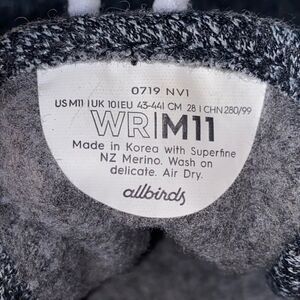 0719 NV1
US M11 | UK 10 | EU 43-44 | CM 28 | CHN 280/99
WR|M11
Made in Korea with Superfine
NZ Merino. Wash on
delicate. Air Dry.
allbirds